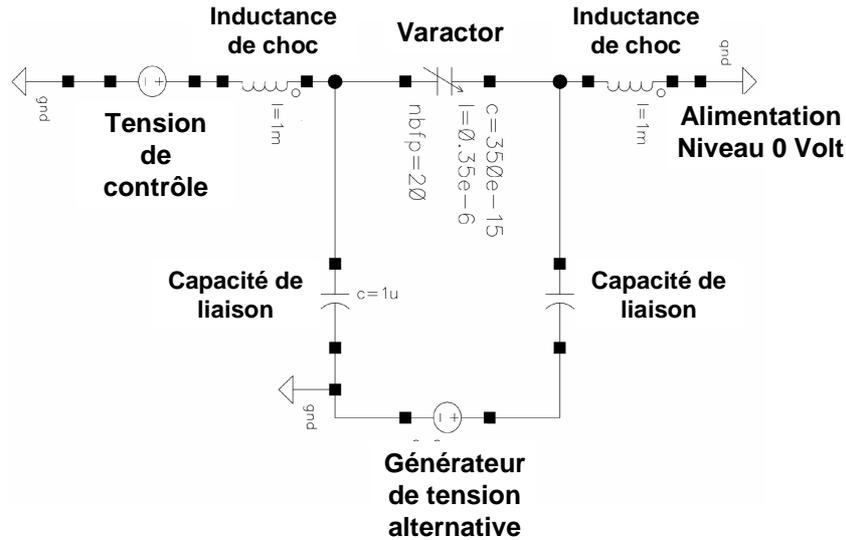 Inductance
de choc
Varactor
Inductance
de choc
gnd
gnd
l=1m
nbfp=20
l=0.35e-6
c=350e-15
l=1m
Tension
de
contrôle
Alimentation
Niveau 0 Volt
Capacité de
liaison
c=1u
Capacité de
liaison
gnd
Générateur
de tension
alternative